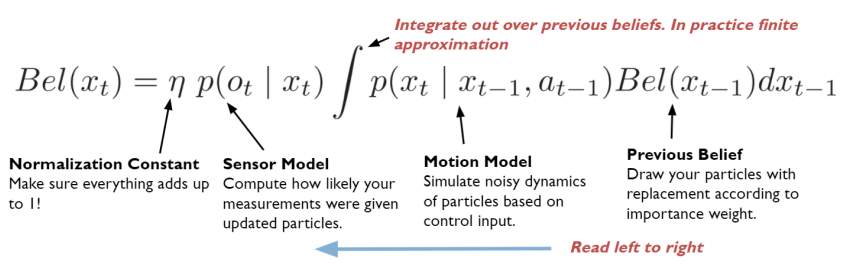 Integrate out over previous beliefs. In practice finite
approximation
Bel(x_t) = η p(o_t | x_t) ∫ p(x_t | x_{t−1}, a_{t−1})Bel(x_{t−1})dx_{t−1}
Normalization Constant
Make sure everything adds up
to 1!
Sensor Model
Compute how likely your
measurements were given
updated particles.
Motion Model
Simulate noisy dynamics
of particles based on
control input.
Previous Belief
Draw your particles with
replacement according to
importance weight.
Read left to right